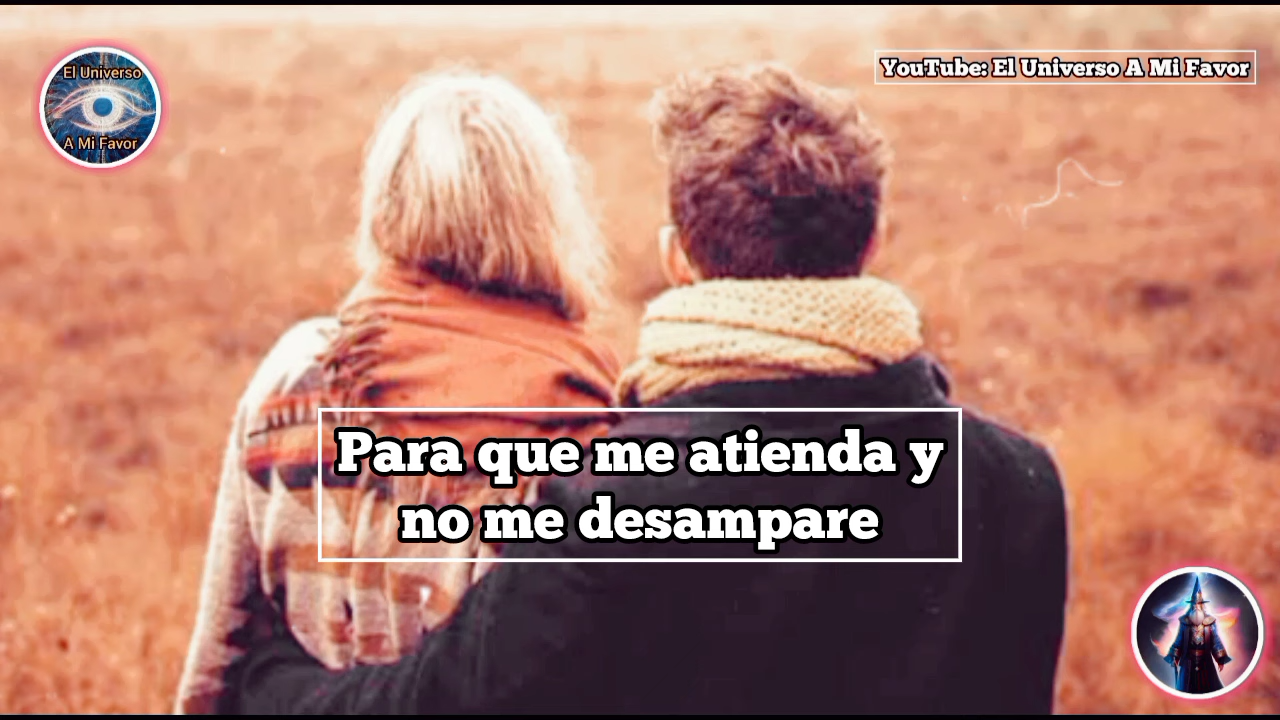 El Universo
A Mi Favor
YouTube: El Universo A Mi Favor
Para que me atienda y
no me desampare